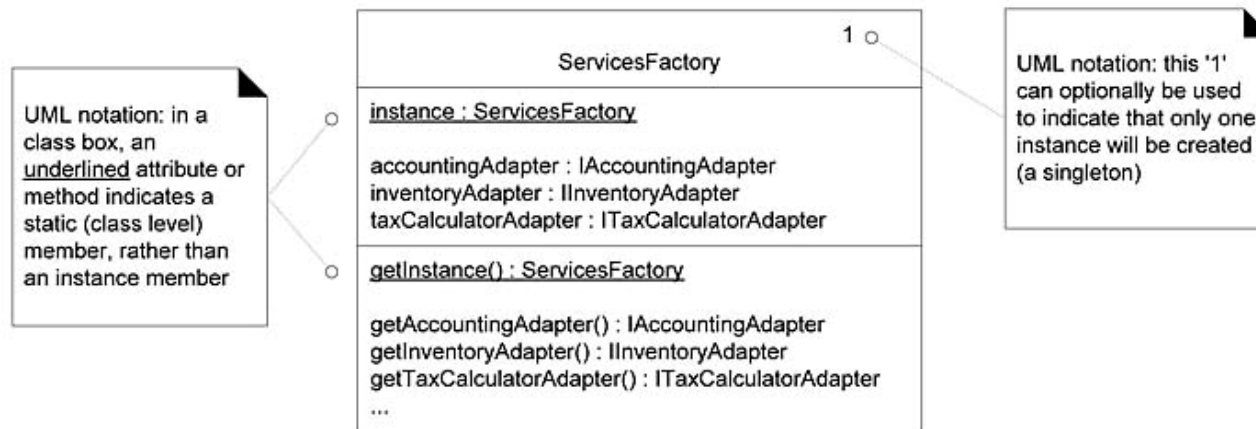 UML notation: in a
class box, an
underlined attribute or
method indicates a
static (class level)
member, rather than
an instance member
1
ServicesFactory
instance : ServicesFactory
accountingAdapter : IAccountingAdapter
inventoryAdapter : IInventoryAdapter
taxCalculatorAdapter : ITaxCalculatorAdapter
getInstance() : ServicesFactory
getAccountingAdapter() : IAccountingAdapter
getInventoryAdapter() : IInventoryAdapter
getTaxCalculatorAdapter() : ITaxCalculatorAdapter
...
UML notation: this '1'
can optionally be used
to indicate that only one
instance will be created
(a singleton)